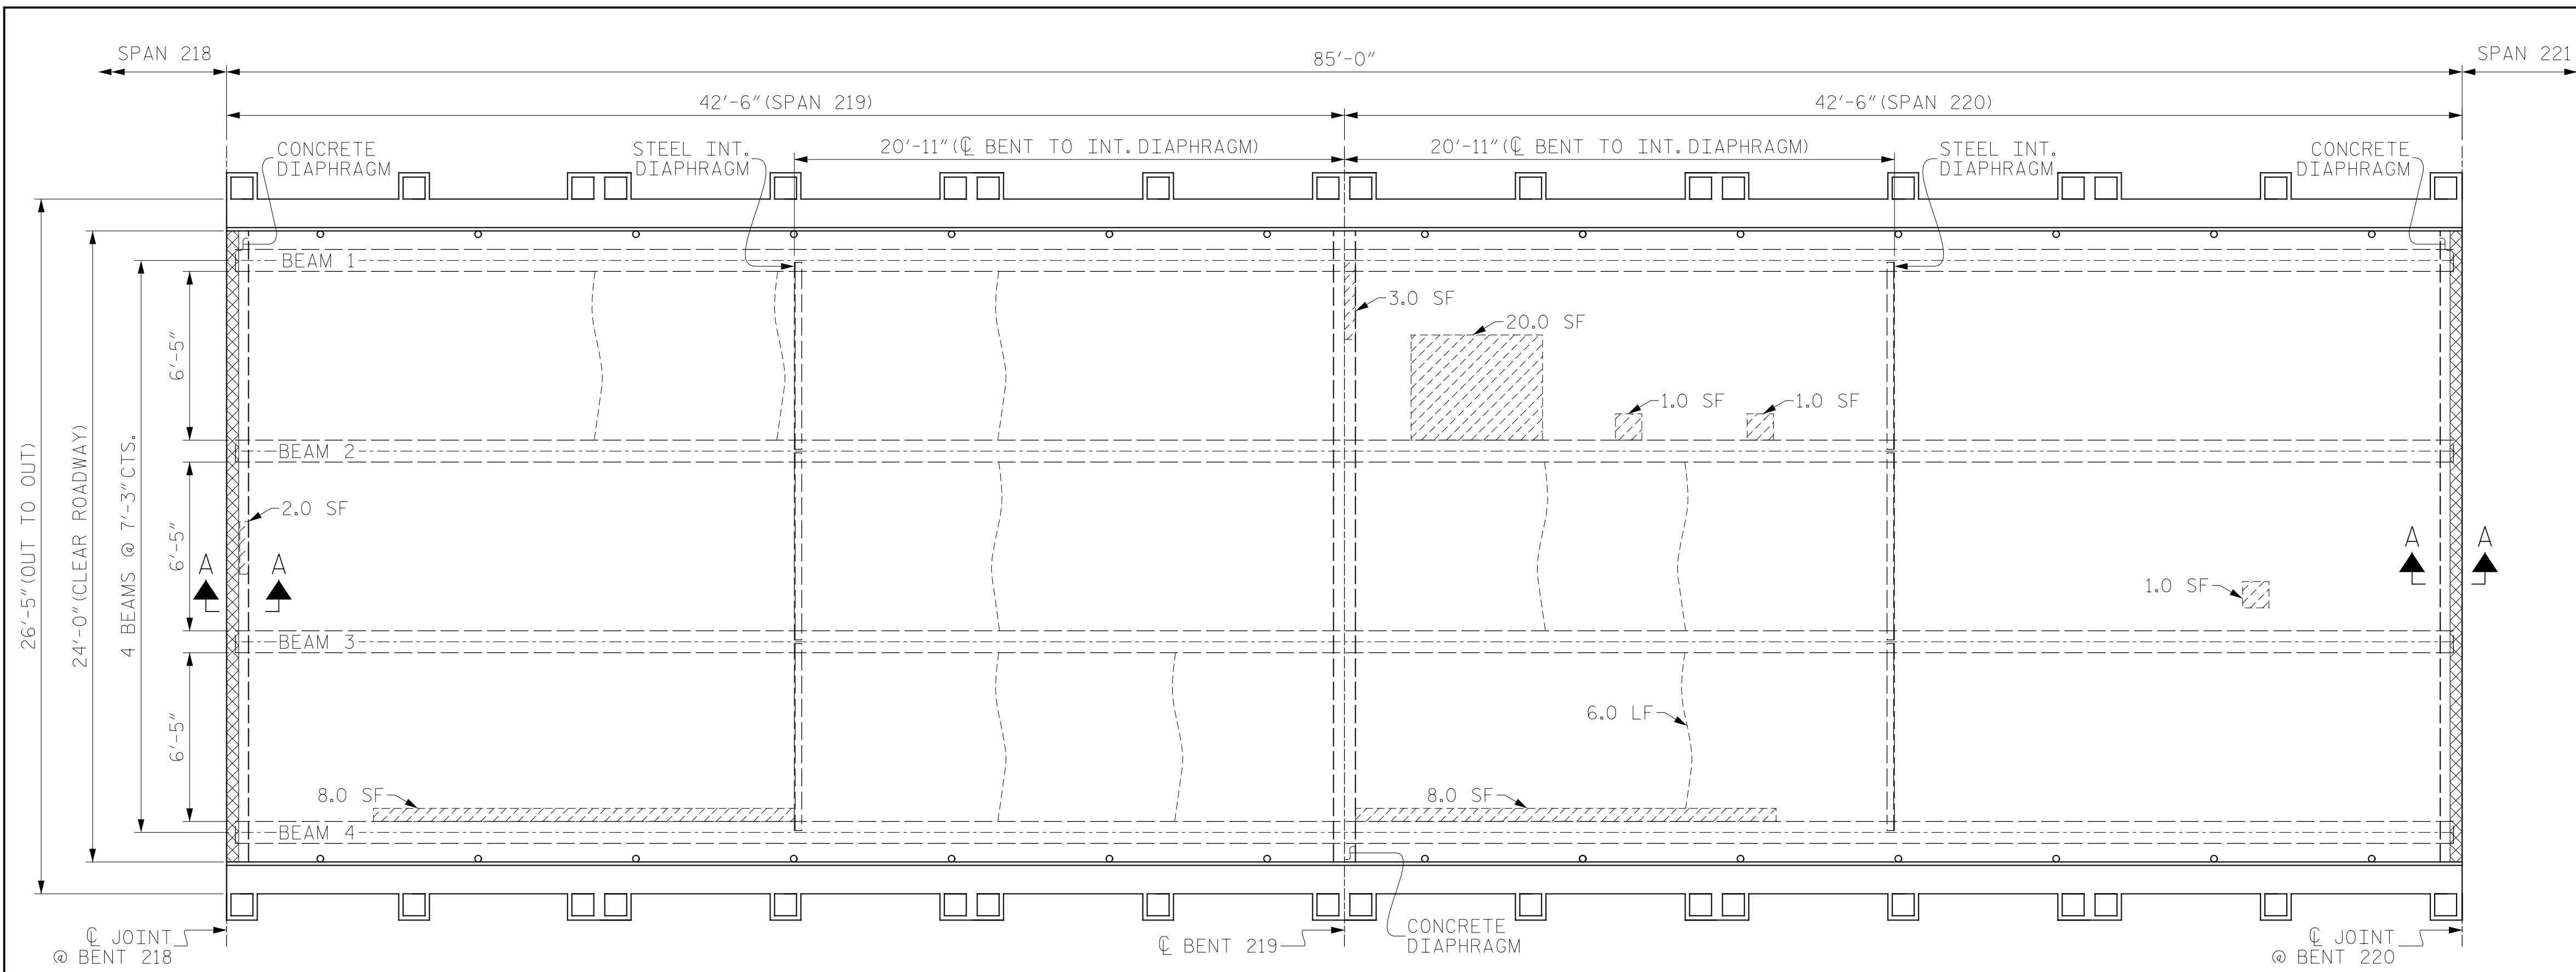 SPAN 218
85'-0"
SPAN 221
42'-6" (SPAN 219)
42'-6" (SPAN 220)
CONCRETE
DIAPHRAGM
STEEL INT.
DIAPHRAGM
20'-11" (℄ BENT TO INT. DIAPHRAGM)
20'-11" (℄ BENT TO INT. DIAPHRAGM)
STEEL INT.
DIAPHRAGM
CONCRETE
DIAPHRAGM
26'-5" (OUT TO OUT)
24'-0" (CLEAR ROADWAY)
4 BEAMS @ 7'-3" CTS.
6'-5"
6'-5"
6'-5"
BEAM 1
3.0 SF
20.0 SF
1.0 SF
1.0 SF
BEAM 2
2.0 SF
A
A
A
A
1.0 SF
BEAM 3
6.0 LF
8.0 SF
8.0 SF
BEAM 4
℄ JOINT
@ BENT 218
℄ BENT 219
CONCRETE
DIAPHRAGM
℄ JOINT
@ BENT 220